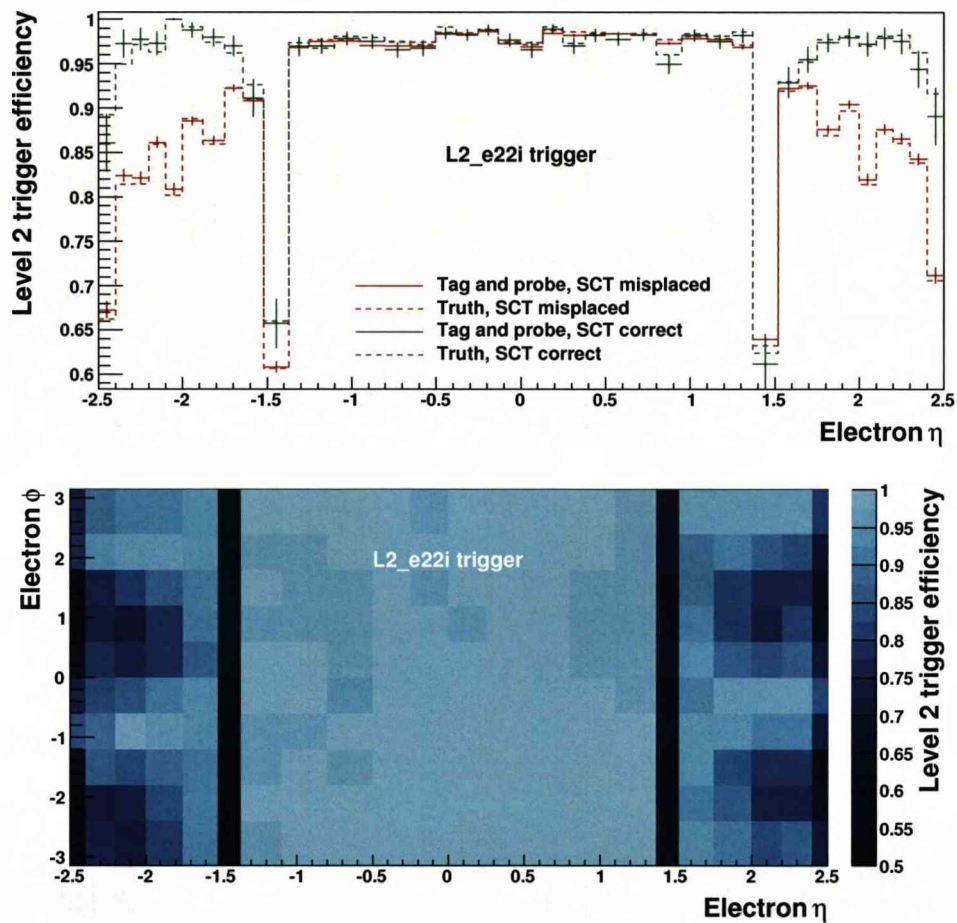 Level 2 trigger efficiency
1
0.95
0.9
0.85
0.8
0.75
0.7
0.65
0.6
L2_e22i trigger
Tag and probe, SCT misplaced
Truth, SCT misplaced
Tag and probe, SCT correct
Truth, SCT correct
-2.5 -2 -1.5 -1 -0.5 0 0.5 1 1.5 2 2.5
Electron η
Electron ϕ
3
2
1
0
-1
-2
-3
L2_e22i trigger
-2.5 -2 -1.5 -1 -0.5 0 0.5 1 1.5 2 2.5
Electron η
1
0.95
0.9
0.85
0.8
0.75
0.7
0.65
0.6
0.55
0.5
Level 2 trigger efficiency